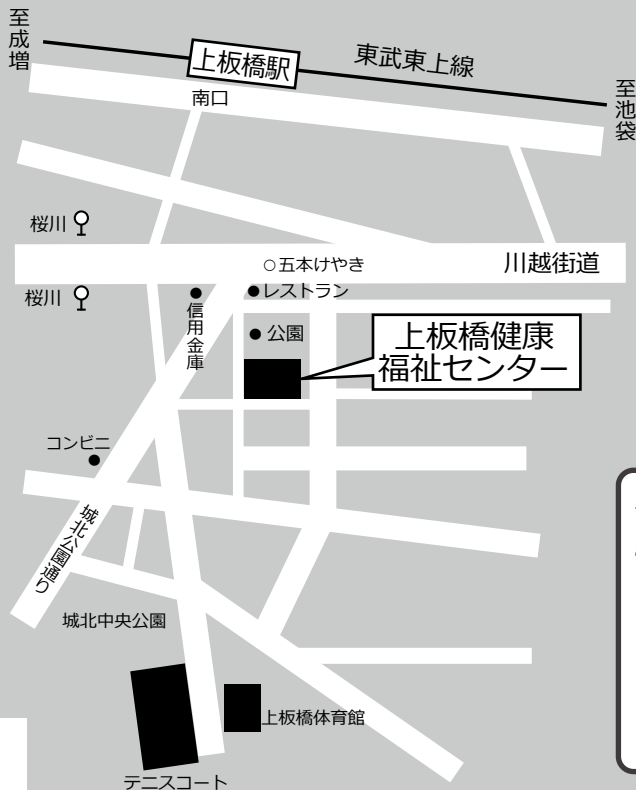 至成増
上板橋駅
東武東上線
至池袋
南口
桜川
川越街道
○五本けやき
桜川
●レストラン
●信用金庫
●公園
上板橋健康
福祉センター
コンビニ
城北公園通り
城北中央公園
上板橋体育館
テニスコート